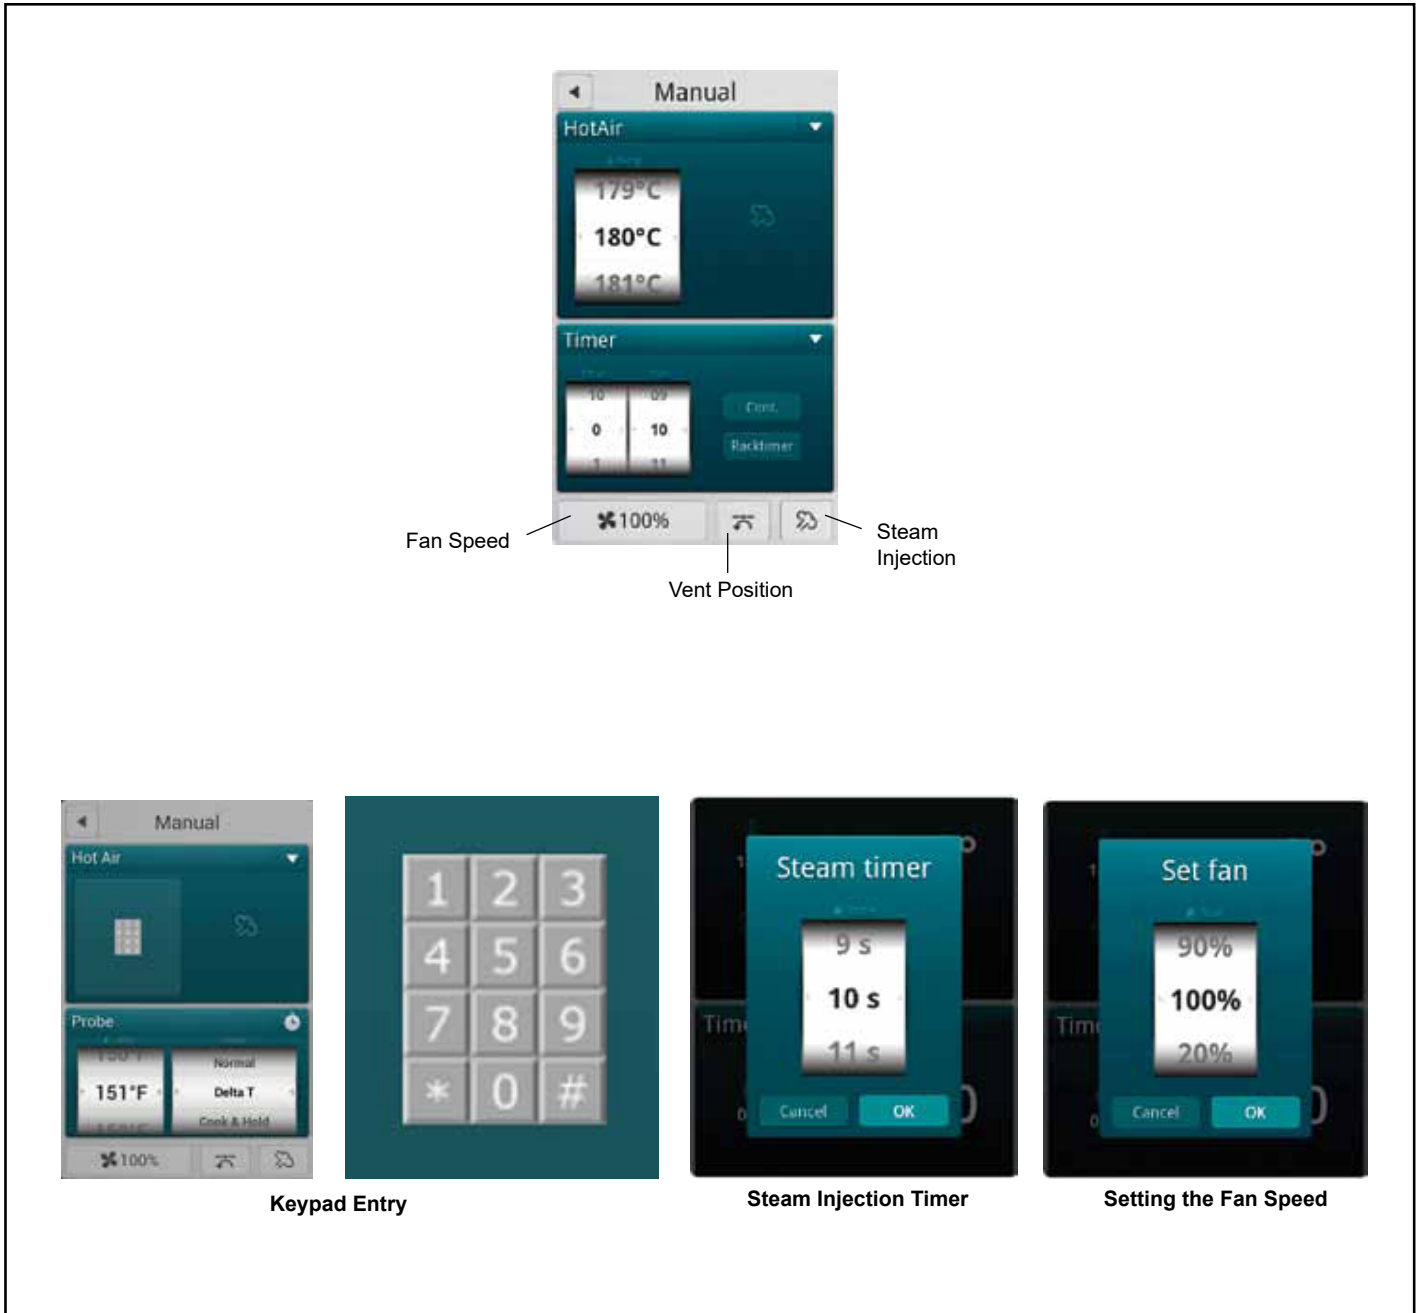 Manual
HotAir
179°C
180°C
181°C
Timer
10 09
0 10
1 11
Cont.
Racktimer
100%
Fan Speed
Vent Position
Steam
Injection
Manual
Hot Air
Probe
150°F
151°F
Normal
Delta T
Cook & Hold
100%
1 2 3
4 5 6
7 8 9
* 0 #
Keypad Entry
Steam timer
9 s
10 s
11 s
Cancel OK
Steam Injection Timer
Set fan
90%
100%
20%
Cancel OK
Setting the Fan Speed